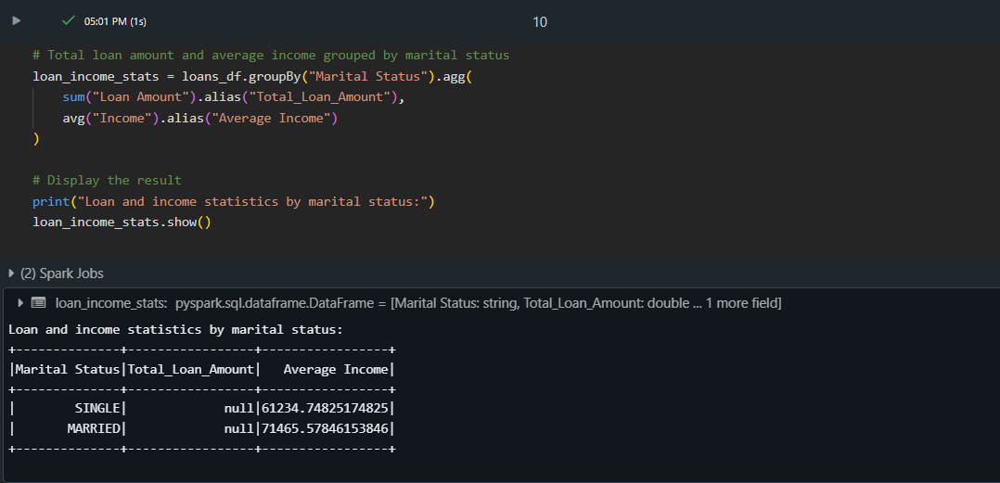 05:01 PM (1s)
10
# Total loan amount and average income grouped by marital status
loan_income_stats = loans_df.groupBy("Marital Status").agg(
    sum("Loan Amount").alias("Total_Loan_Amount"),
    avg("Income").alias("Average Income")
)
# Display the result
print("Loan and income statistics by marital status:")
loan_income_stats.show()
(2) Spark Jobs
loan_income_stats: pyspark.sql.dataframe.DataFrame = [Marital Status: string, Total_Loan_Amount: double ... 1 more field]
Loan and income statistics by marital status:
+--------------+-----------------+-----------------+
|Marital Status|Total_Loan_Amount|   Average Income|
+--------------+-----------------+-----------------+
|        SINGLE|             null|61234.74825174825|
|       MARRIED|             null|71465.57846153846|
+--------------+-----------------+-----------------+